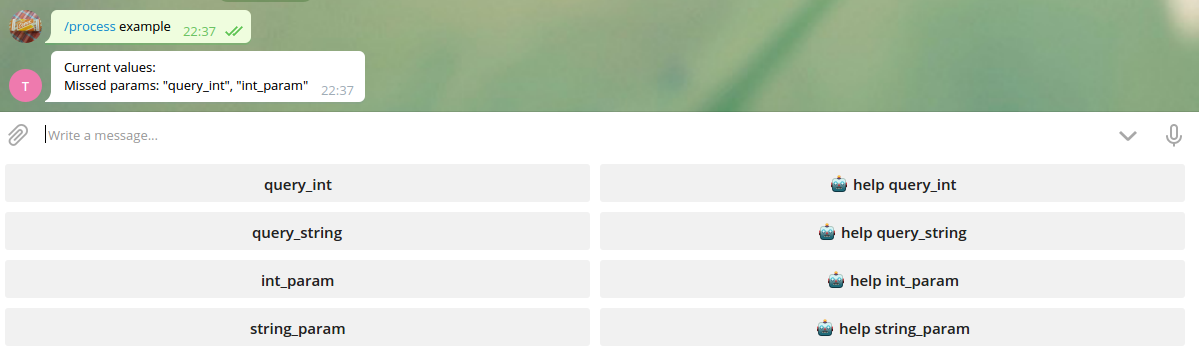 /process example 22:37
Current values:
Missed params: "query_int", "int_param" 22:37
T
Write a message...
query_int
help query_int
query_string
help query_string
int_param
help int_param
string_param
help string_param